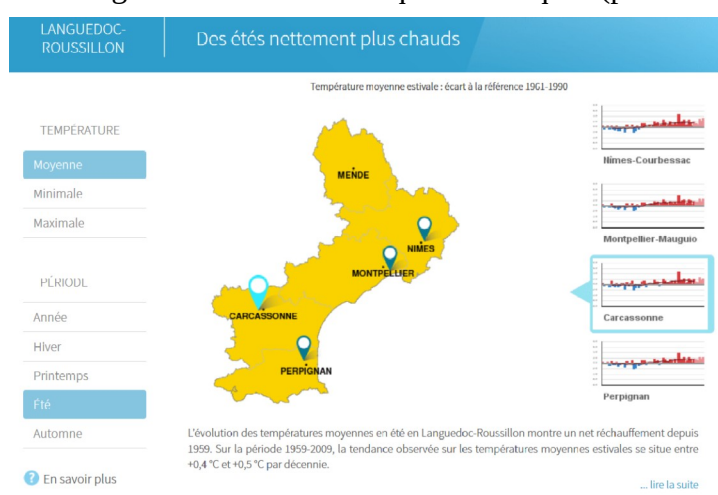 LANGUEDOC-
ROUSSILLON
Des étés nettement plus chauds
Température moyenne estivale : écart à la référence 1961-1990
TEMPÉRATURE
Moyenne
Minimale
Maximale
PÉRIODE
Année
Hiver
Printemps
Été
Automne
En savoir plus
MENDE
NIMES
MONTPELLIER
CARCASSONNE
PERPIGNAN
Nîmes-Courbessac
Montpellier-Mauguio
Carcassonne
Perpignan
L'évolution des températures moyennes en été en Languedoc-Roussillon montre un net réchauffement depuis
1959. Sur la période 1959-2009, la tendance observée sur les températures moyennes estivales se situe entre
+0,4 °C et +0,5 °C par décennie.
... lire la suite